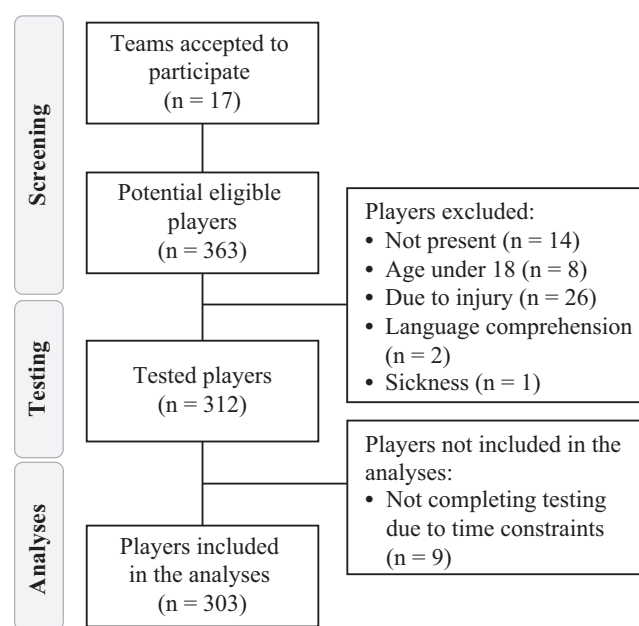 Screening
Teams accepted to
participate
(n = 17)
Potential eligible
players
(n = 363)
Players excluded:
• Not present (n = 14)
• Age under 18 (n = 8)
• Due to injury (n = 26)
• Language comprehension
(n = 2)
• Sickness (n = 1)
Testing
Tested players
(n = 312)
Players not included in the
analyses:
• Not completing testing
due to time constraints
(n = 9)
Analyses
Players included
in the analyses
(n = 303)